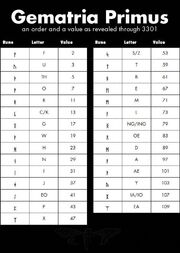 Gematria Primus
an order and a value as revealed through 3301
Rune Letter Value Rune Letter Value
ᚠ F 2 ᛋ S/Z 53
ᚢ U 3 ᛏ T 59
ᚦ TH 5 ᛒ B 61
ᚩ O 7 ᛖ E 67
ᚱ R 11 ᛗ M 71
ᚳ C/K 13 ᛚ L 73
ᚷ G 17 ᛝ NG/ING 79
ᚹ W 19 ᛟ OE 83
ᚻ H 23 ᛞ D 89
ᚾ N 29 ᚪ A 97
ᛁ I 31 ᚫ AE 101
ᛄ J 37 ᚣ Y 103
ᛇ EO 41 ᛡ IA/IO 107
ᛈ P 43 ᛠ EA 109
ᛉ X 47